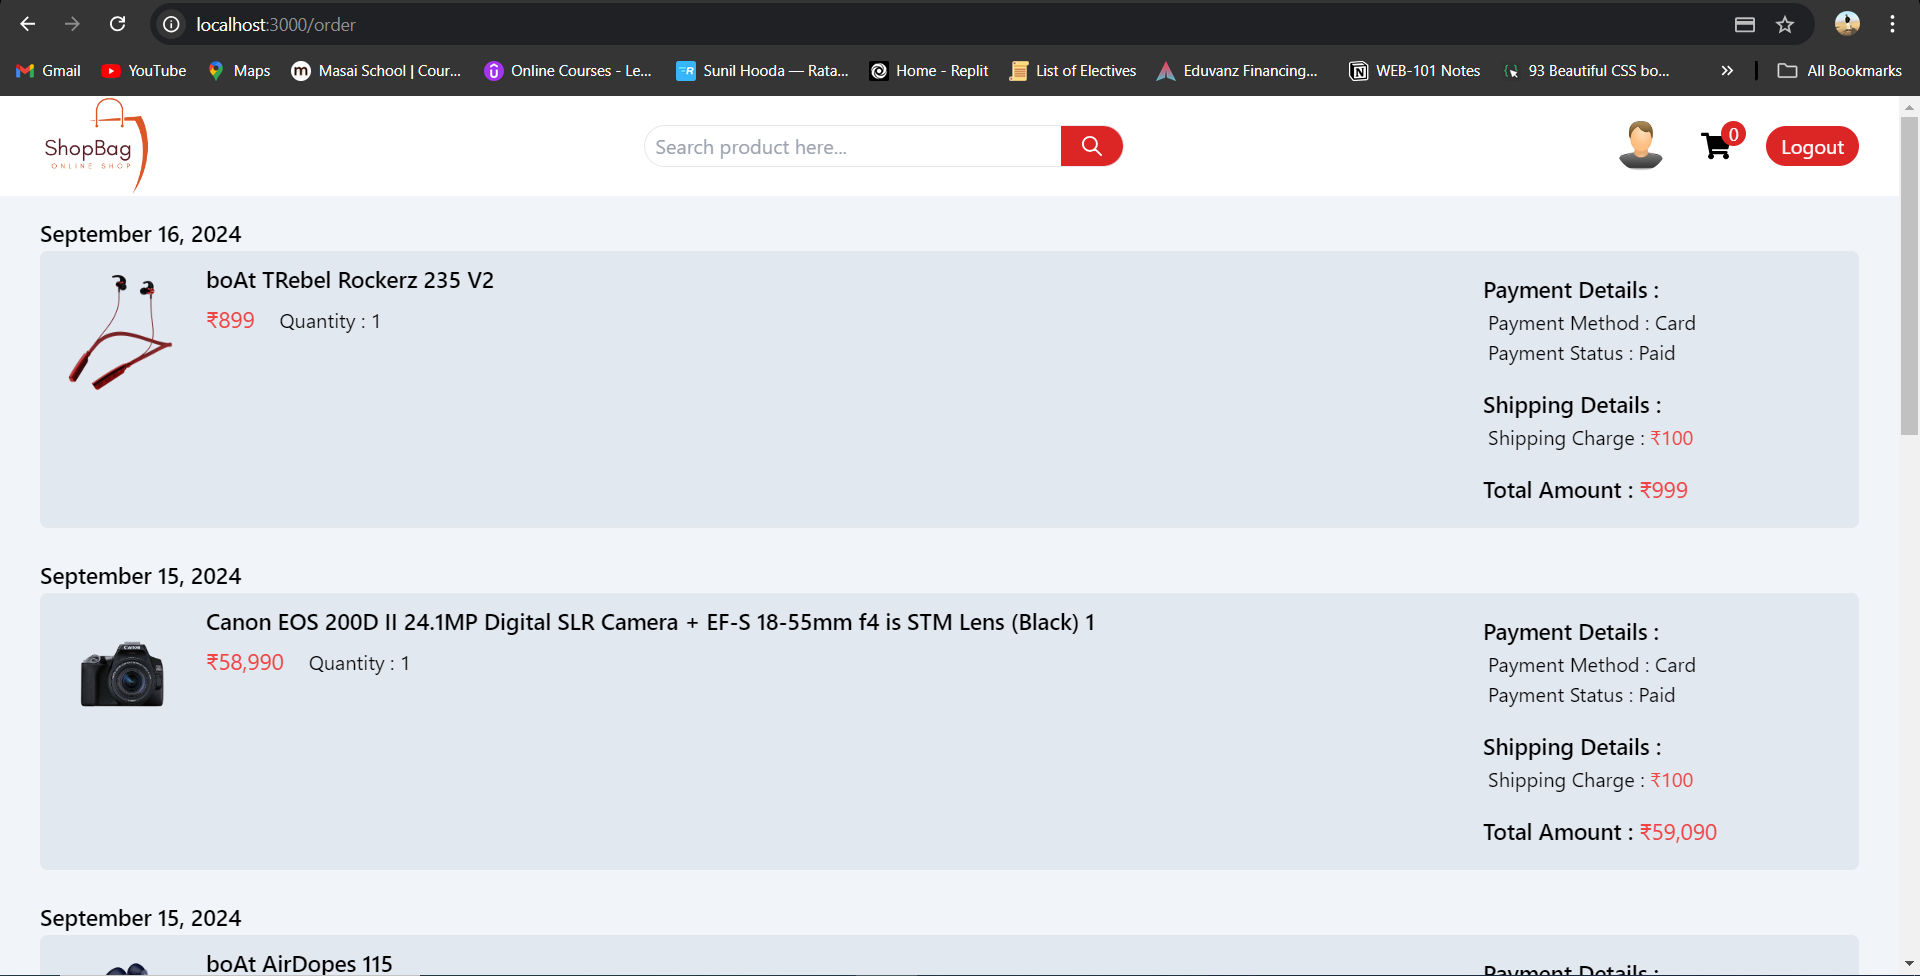 localhost:3000/order
Gmail
YouTube
Maps
Masai School | Cour...
Online Courses - Le...
Sunil Hooda — Rata...
Home - Replit
List of Electives
Eduvanz Financing...
WEB-101 Notes
93 Beautiful CSS bo...
All Bookmarks
ShopBag
ONLINE SHOP
Search product here...
0
Logout
September 16, 2024
boAt TRebel Rockerz 235 V2
₹899 Quantity : 1
Payment Details :
Payment Method : Card
Payment Status : Paid
Shipping Details :
Shipping Charge : ₹100
Total Amount : ₹999
September 15, 2024
Canon EOS 200D II 24.1MP Digital SLR Camera + EF-S 18-55mm f4 is STM Lens (Black) 1
₹58,990 Quantity : 1
Payment Details :
Payment Method : Card
Payment Status : Paid
Shipping Details :
Shipping Charge : ₹100
Total Amount : ₹59,090
September 15, 2024
boAt AirDopes 115
Payment Details :